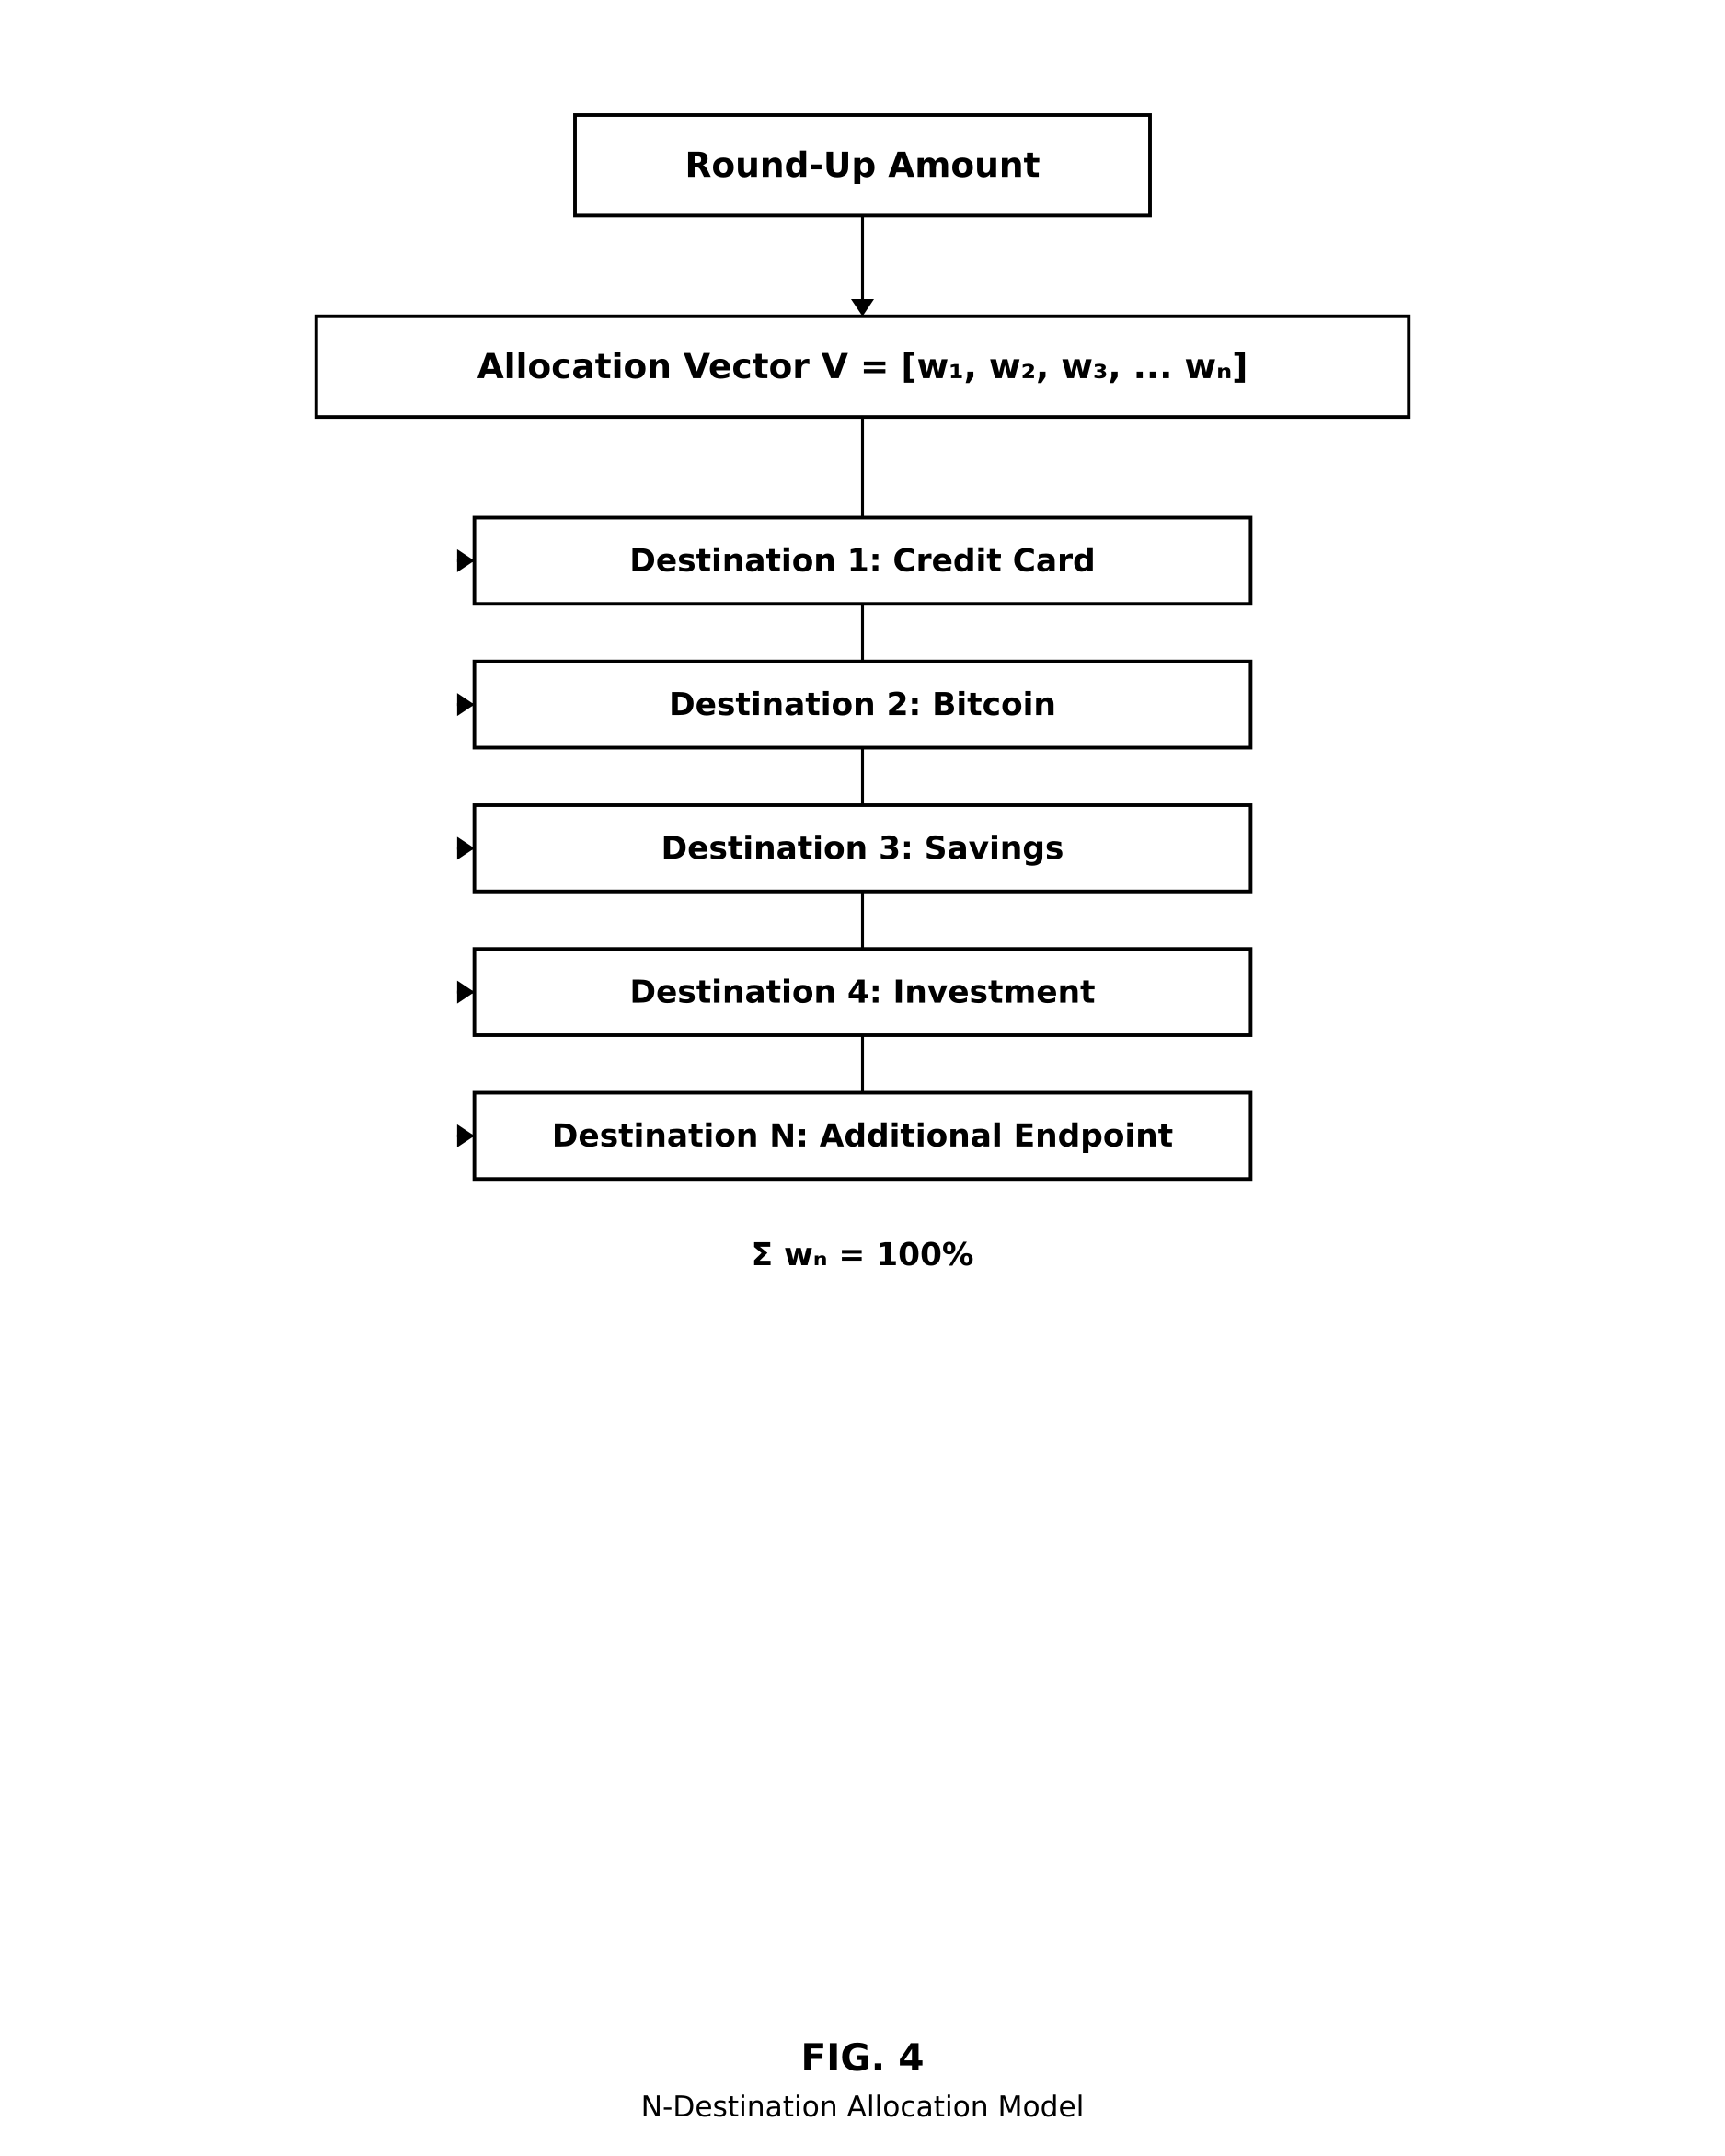 Round-Up Amount
Allocation Vector V = [w₁, w₂, w₃, ... wₙ]
Destination 1: Credit Card
Destination 2: Bitcoin
Destination 3: Savings
Destination 4: Investment
Destination N: Additional Endpoint
Σ wₙ = 100%
FIG. 4
N-Destination Allocation Model